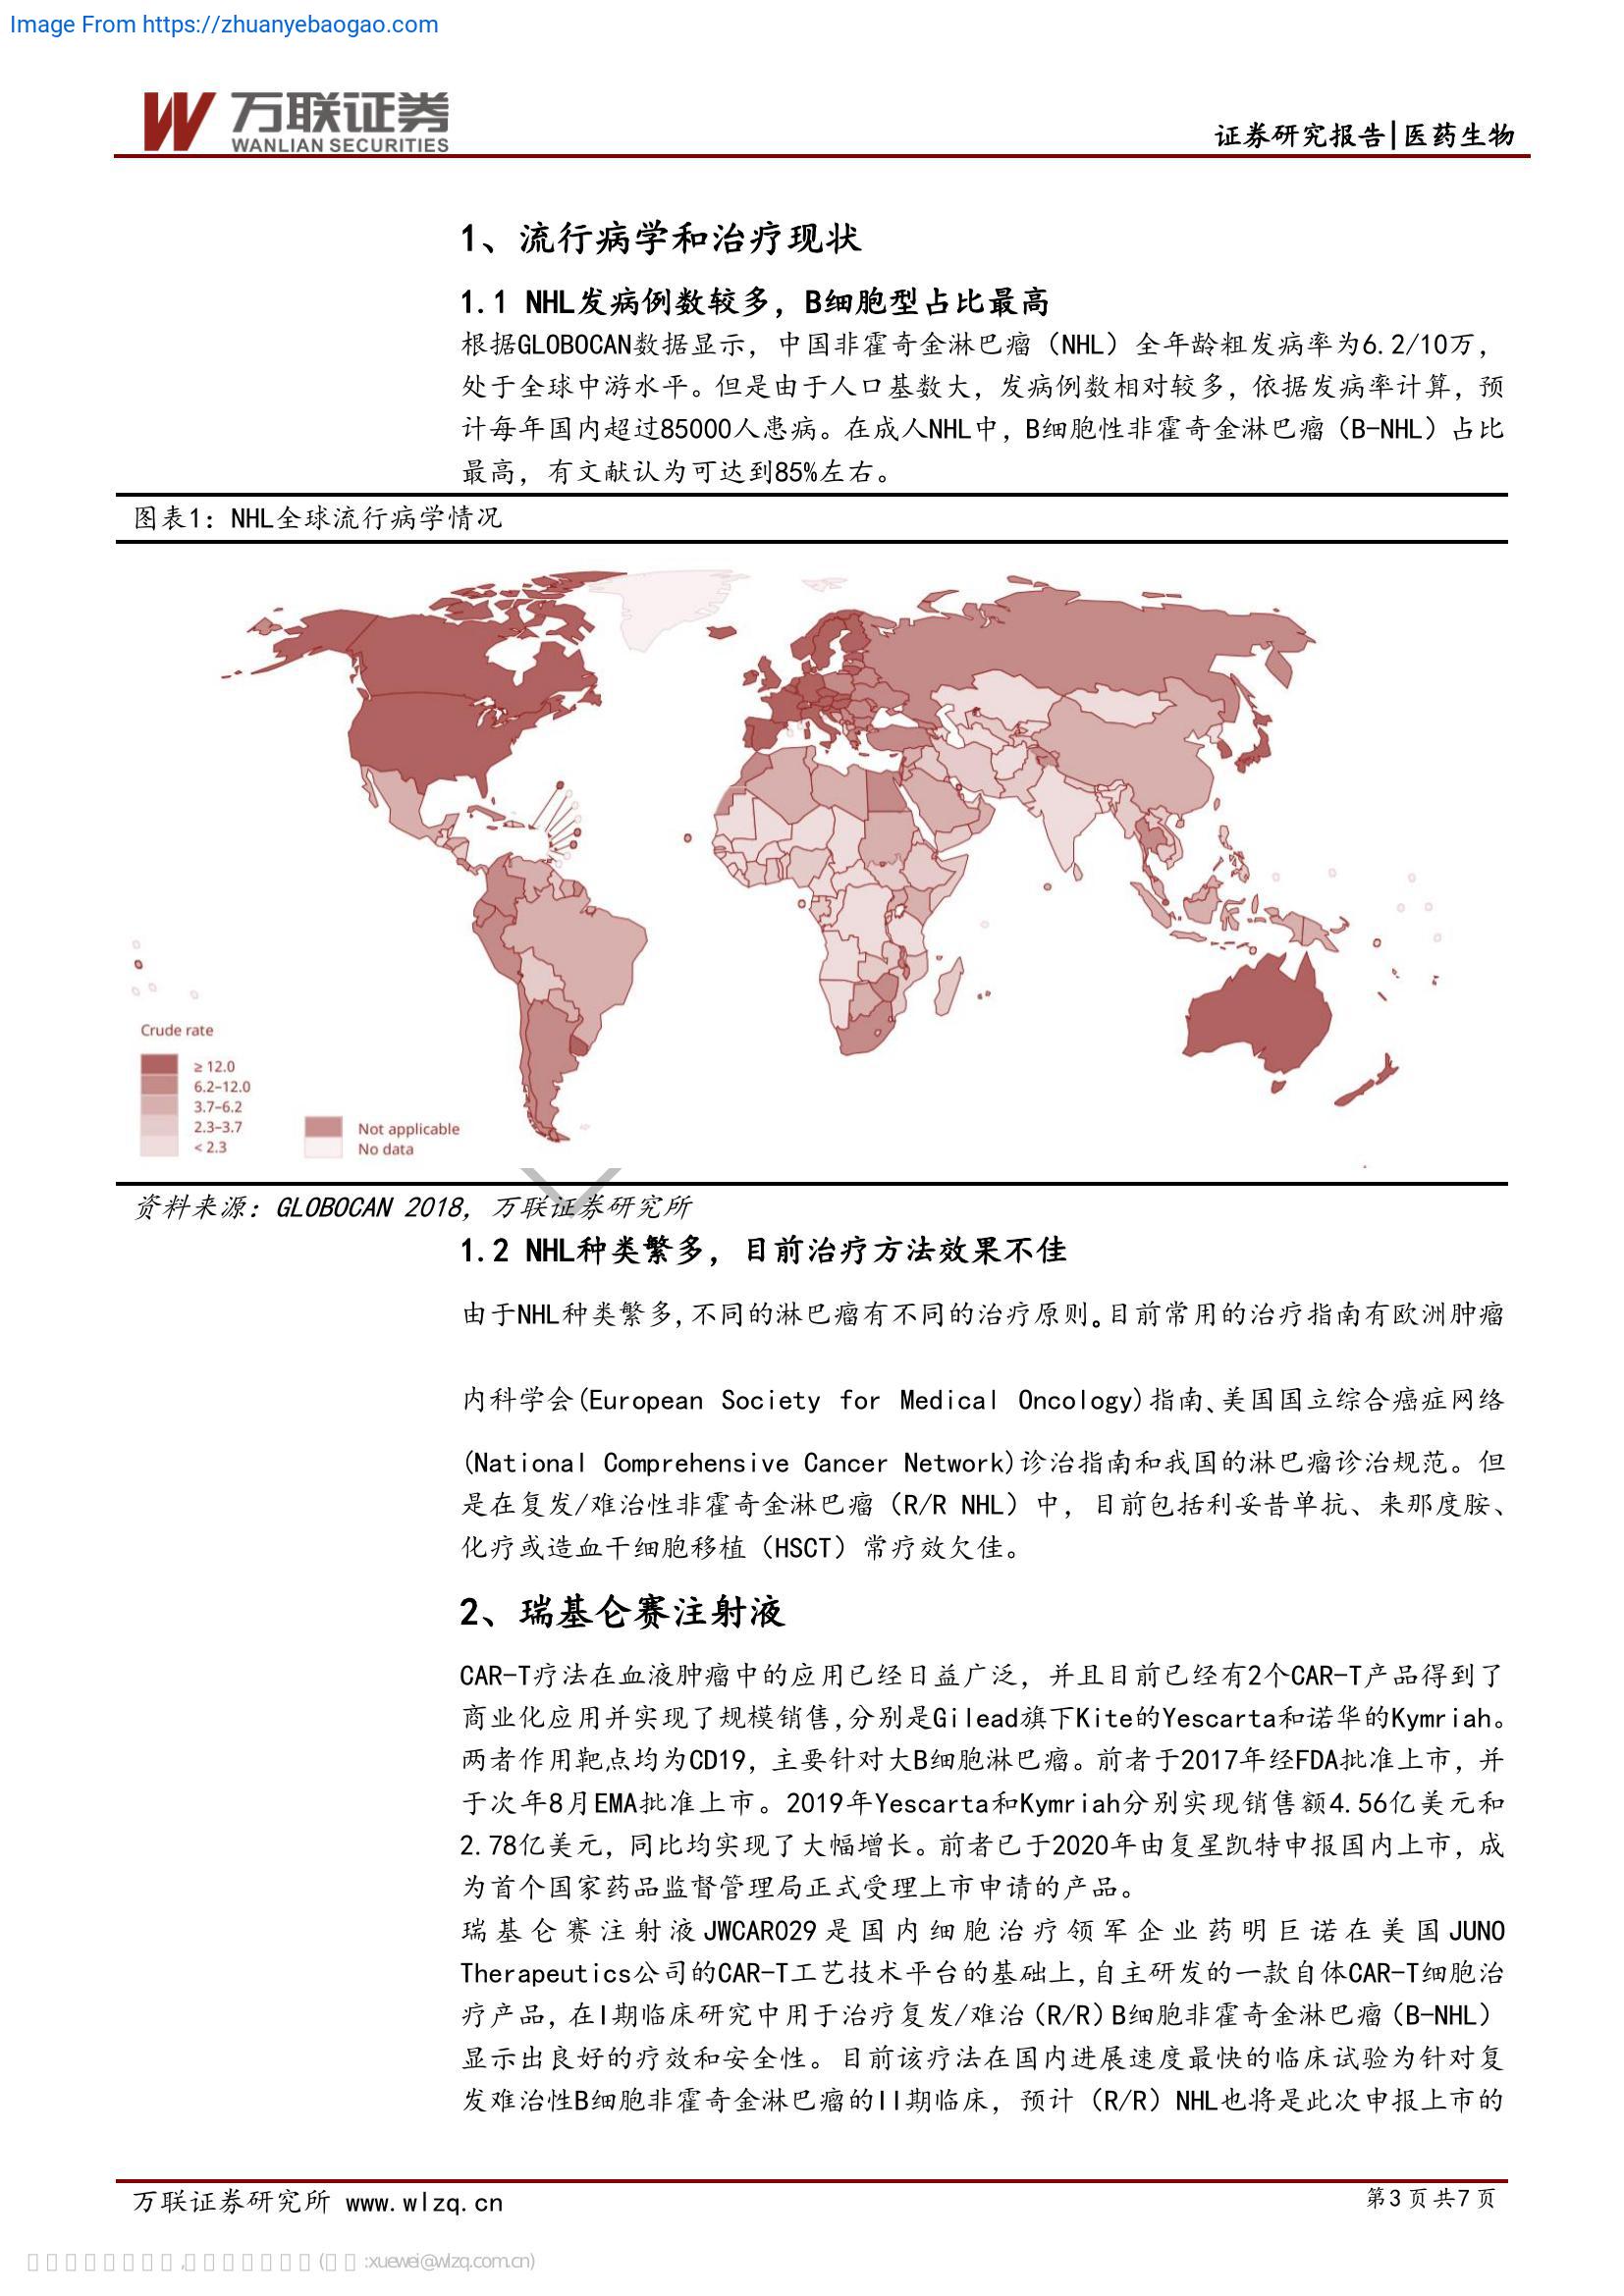 Image From https://zhuanyebaogao.com
万联证券
WANLIAN SECURITIES
证券研究报告|医药生物
1、流行病学和治疗现状
1.1 NHL发病例数较多，B细胞型占比最高
根据GLOBOCAN数据显示，中国非霍奇金淋巴瘤（NHL）全年龄粗发病率为6.2/10万，
处于全球中游水平。但是由于人口基数大，发病例数相对较多，依据发病率计算，预
计每年国内超过85000人患病。在成人NHL中，B细胞性非霍奇金淋巴瘤（B-NHL）占比
最高，有文献认为可达到85%左右。
图表1：NHL全球流行病学情况
Crude rate
≥ 12.0
6.2–12.0
3.7–6.2
2.3–3.7
< 2.3
Not applicable
No data
资料来源：GLOBOCAN 2018，万联证券研究所
1.2 NHL种类繁多，目前治疗方法效果不佳
由于NHL种类繁多,不同的淋巴瘤有不同的治疗原则。目前常用的治疗指南有欧洲肿瘤
内科学会(European Society for Medical Oncology)指南、美国国立综合癌症网络
(National Comprehensive Cancer Network)诊治指南和我国的淋巴瘤诊治规范。但
是在复发/难治性非霍奇金淋巴瘤（R/R NHL）中，目前包括利妥昔单抗、来那度胺、
化疗或造血干细胞移植（HSCT）常疗效欠佳。
2、瑞基仑赛注射液
CAR-T疗法在血液肿瘤中的应用已经日益广泛，并且目前已经有2个CAR-T产品得到了
商业化应用并实现了规模销售,分别是Gilead旗下Kite的Yescarta和诺华的Kymriah。
两者作用靶点均为CD19，主要针对大B细胞淋巴瘤。前者于2017年经FDA批准上市，并
于次年8月EMA批准上市。2019年Yescarta和Kymriah分别实现销售额4.56亿美元和
2.78亿美元，同比均实现了大幅增长。前者已于2020年由复星凯特申报国内上市，成
为首个国家药品监督管理局正式受理上市申请的产品。
瑞基仑赛注射液JWCAR029是国内细胞治疗领军企业药明巨诺在美国JUNO
Therapeutics公司的CAR-T工艺技术平台的基础上,自主研发的一款自体CAR-T细胞治
疗产品，在I期临床研究中用于治疗复发/难治（R/R）B细胞非霍奇金淋巴瘤（B-NHL）
显示出良好的疗效和安全性。目前该疗法在国内进展速度最快的临床试验为针对复
发难治性B细胞非霍奇金淋巴瘤的II期临床，预计（R/R）NHL也将是此次申报上市的
万联证券研究所 www.wlzq.cn
第3页共7页
:xuewei@wlzq.com.cn)